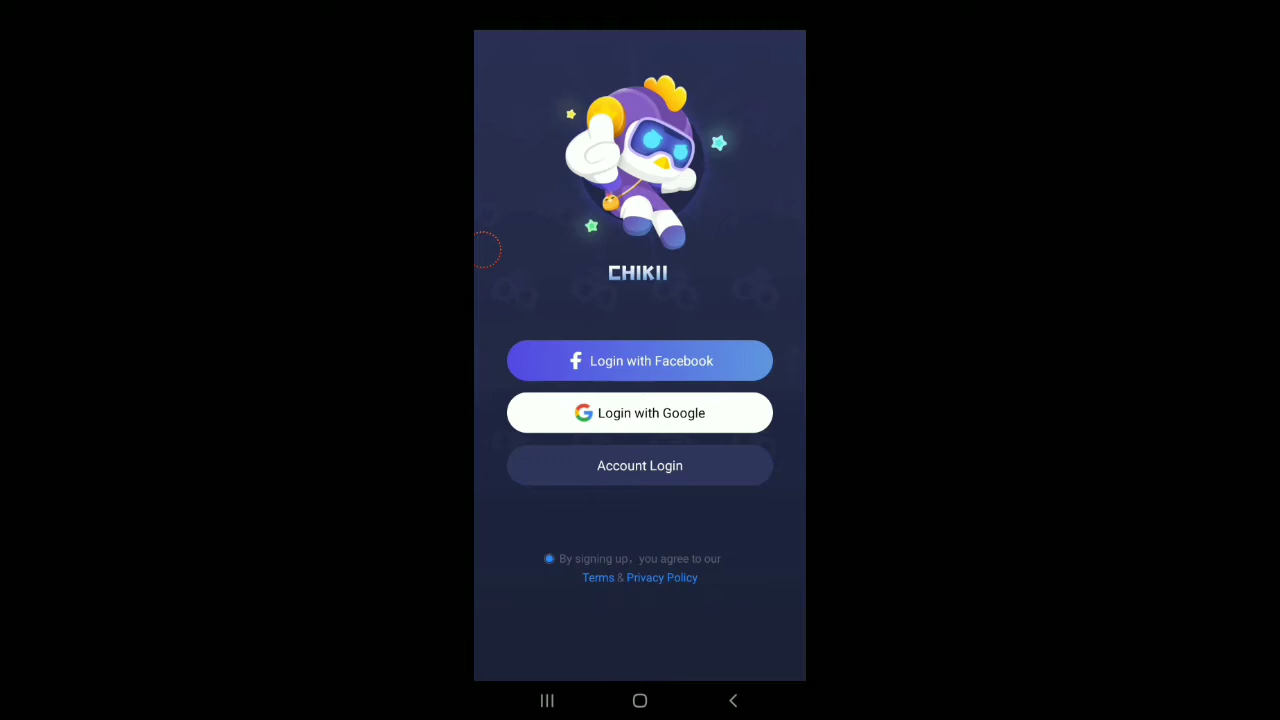 CHIKII
Login with Facebook
Login with Google
Account Login
By signing up，you agree to our
Terms & Privacy Policy